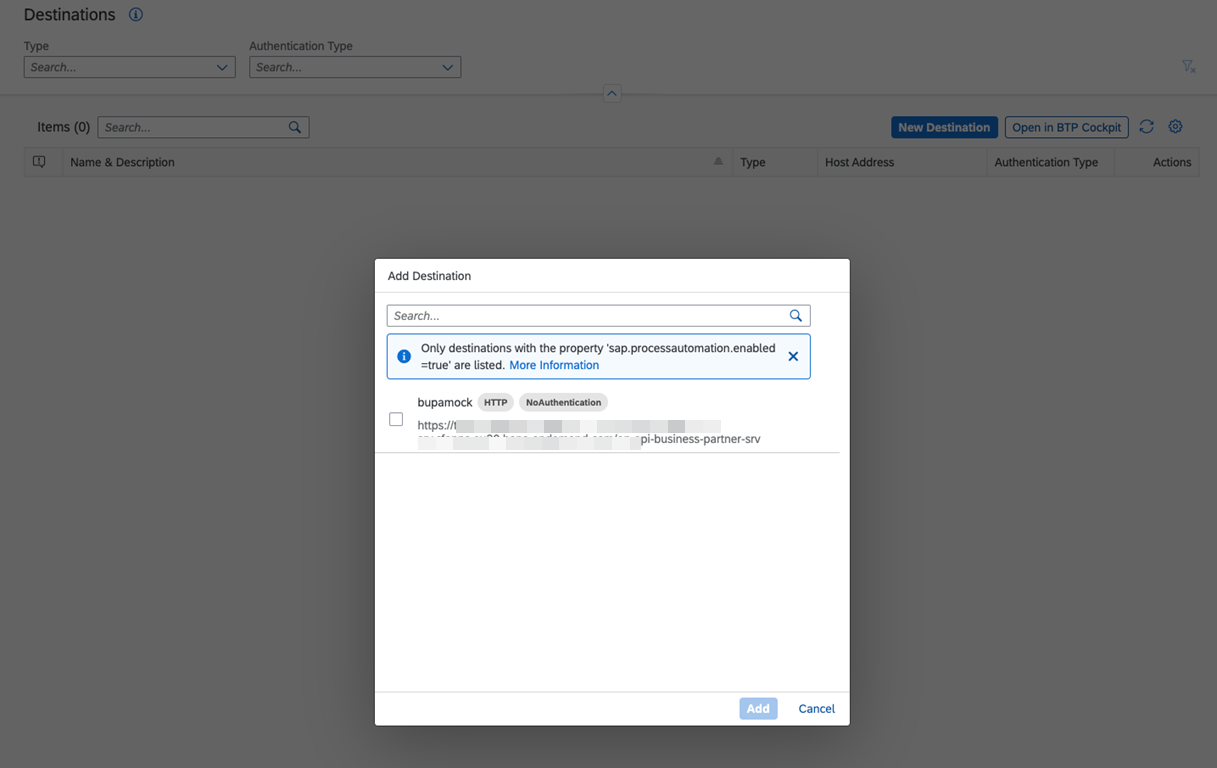 Destinations
Type
Authentication Type
Search...
Search...
Items (0)
Search...
New Destination
Open in BTP Cockpit
Name & Description
Type
Host Address
Authentication Type
Actions
Add Destination
Search...
Only destinations with the property 'sap.processautomation.enabled
=true' are listed. More Information
bupamock HTTP NoAuthentication
https://t
pi-business-partner-srv
Add
Cancel